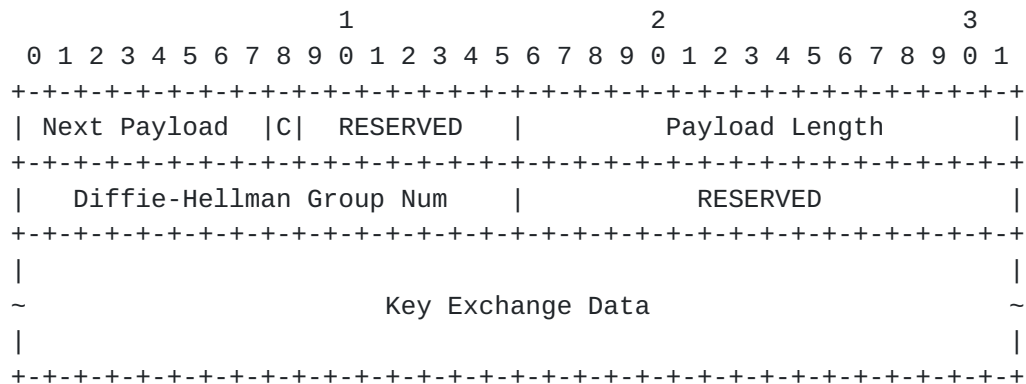 1                   2                   3
 0 1 2 3 4 5 6 7 8 9 0 1 2 3 4 5 6 7 8 9 0 1 2 3 4 5 6 7 8 9 0 1
+-+-+-+-+-+-+-+-+-+-+-+-+-+-+-+-+-+-+-+-+-+-+-+-+-+-+-+-+-+-+-+-+
| Next Payload  |C|  RESERVED   |         Payload Length        |
+-+-+-+-+-+-+-+-+-+-+-+-+-+-+-+-+-+-+-+-+-+-+-+-+-+-+-+-+-+-+-+-+
|   Diffie-Hellman Group Num    |           RESERVED            |
+-+-+-+-+-+-+-+-+-+-+-+-+-+-+-+-+-+-+-+-+-+-+-+-+-+-+-+-+-+-+-+-+
|                                                               |
~                       Key Exchange Data                       ~
|                                                               |
+-+-+-+-+-+-+-+-+-+-+-+-+-+-+-+-+-+-+-+-+-+-+-+-+-+-+-+-+-+-+-+-+